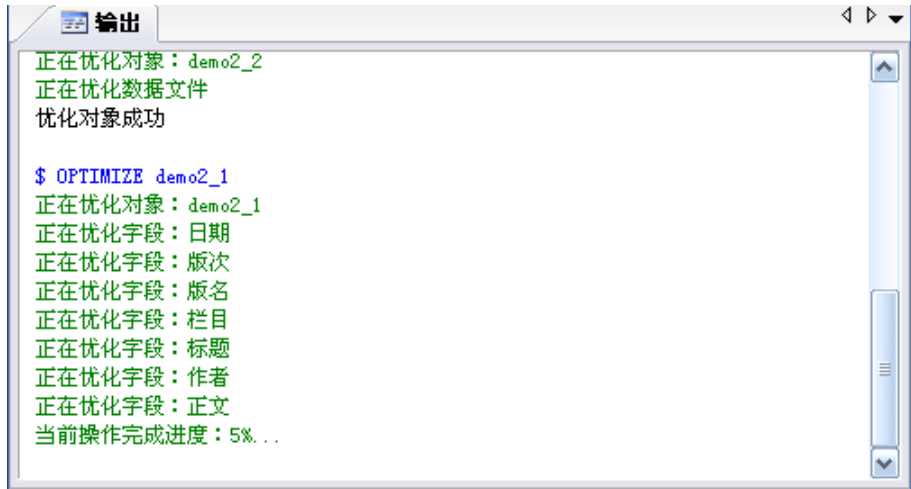 输出
正在优化对象：demo2_2
正在优化数据文件
优化对象成功
$ OPTIMIZE demo2_1
正在优化对象：demo2_1
正在优化字段：日期
正在优化字段：版次
正在优化字段：版名
正在优化字段：栏目
正在优化字段：标题
正在优化字段：作者
正在优化字段：正文
当前操作完成进度：5%...